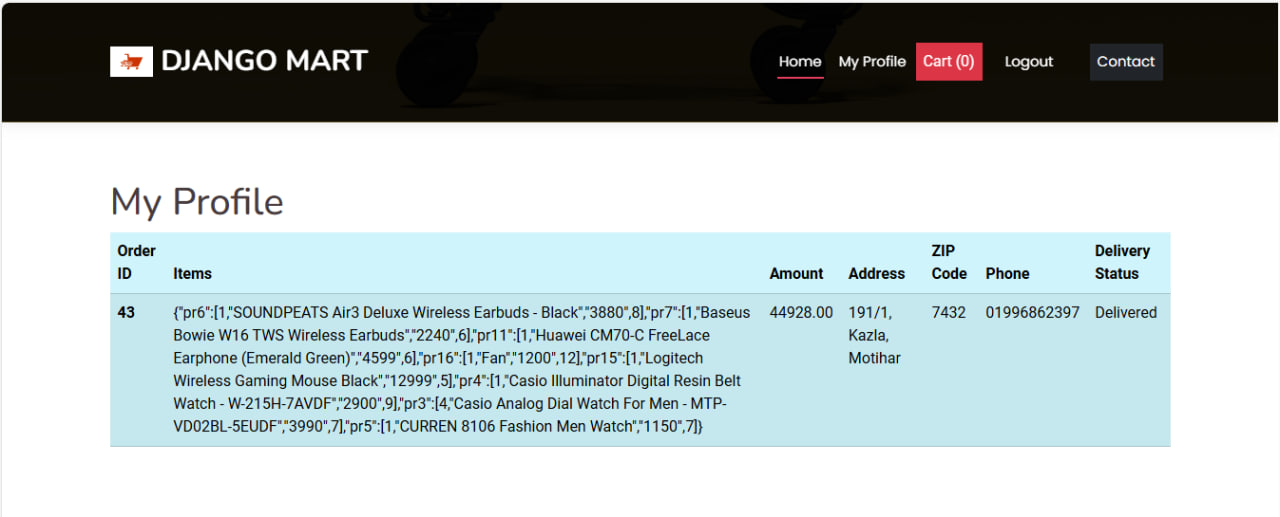 DJANGO MART
Home My Profile Cart (0) Logout Contact
My Profile
Order ID Items Amount Address ZIP Code Phone Delivery Status
43 {"pr6":[1,"SOUNDPEATS Air3 Deluxe Wireless Earbuds - Black","3880",8],"pr7":[1,"Baseus 44928.00 191/1, 7432 01996862397 Delivered
Bowie W16 TWS Wireless Earbuds","2240",6],"pr11":[1,"Huawei CM70-C FreeLace Kazla,
Earphone (Emerald Green)","4599",6],"pr16":[1,"Fan","1200",12],"pr15":[1,"Logitech Motihar
Wireless Gaming Mouse Black","12999",5],"pr4":[1,"Casio Illuminator Digital Resin Belt
Watch - W-215H-7AVDF","2900",9],"pr3":[4,"Casio Analog Dial Watch For Men - MTP-
VD02BL-5EUDF","3990",7],"pr5":[1,"CURREN 8106 Fashion Men Watch","1150",7]}